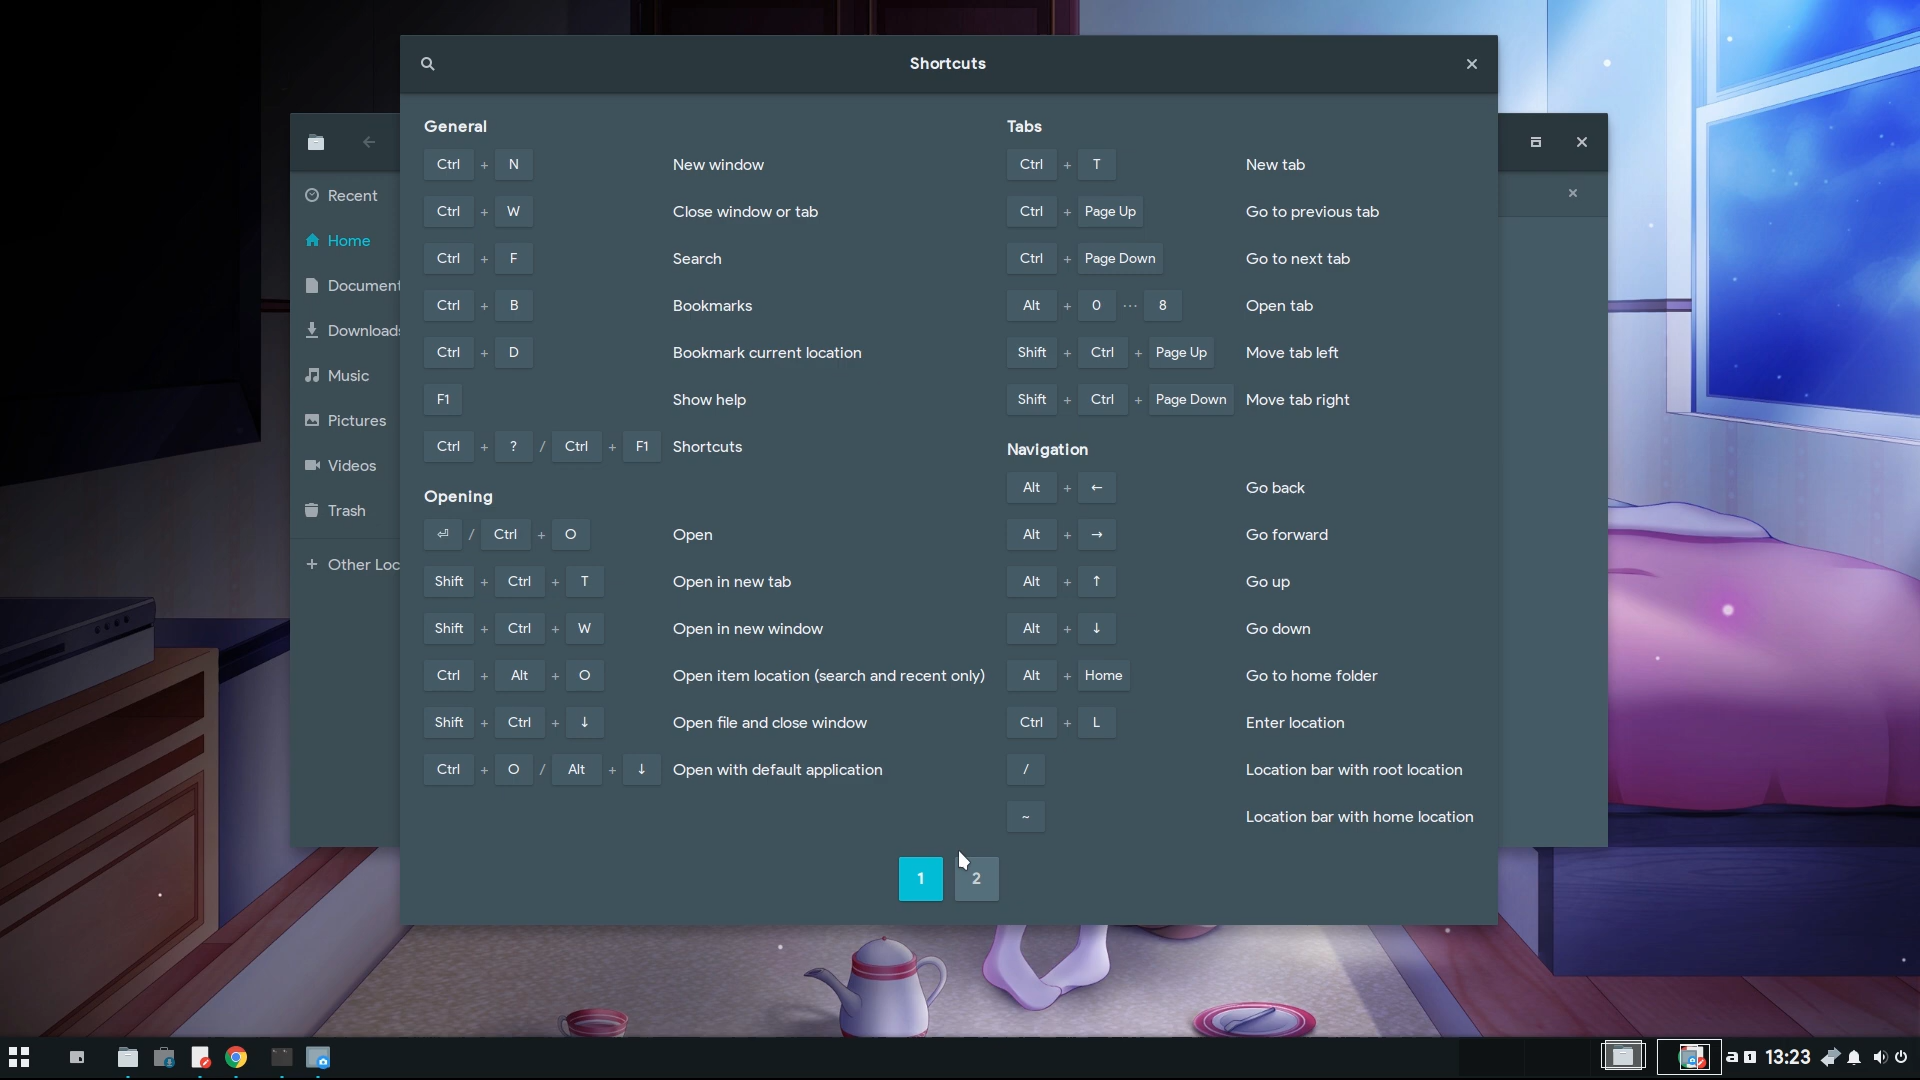 Shortcuts
General
Ctrl + N New window
Ctrl + W Close window or tab
Ctrl + F Search
Ctrl + B Bookmarks
Ctrl + D Bookmark current location
F1 Show help
Ctrl + ? / Ctrl + F1 Shortcuts
Opening
⏎ / Ctrl + O Open
Shift + Ctrl + T Open in new tab
Shift + Ctrl + W Open in new window
Ctrl + Alt + O Open item location (search and recent only)
Shift + Ctrl + ↓ Open file and close window
Ctrl + O / Alt + ↓ Open with default application
Tabs
Ctrl + T New tab
Ctrl + Page Up Go to previous tab
Ctrl + Page Down Go to next tab
Alt + 0 ··· 8 Open tab
Shift + Ctrl + Page Up Move tab left
Shift + Ctrl + Page Down Move tab right
Navigation
Alt + ← Go back
Alt + → Go forward
Alt + ↑ Go up
Alt + ↓ Go down
Alt + Home Go to home folder
Ctrl + L Enter location
/ Location bar with root location
~ Location bar with home location
1 2
Recent
Home
Document
Downloads
Music
Pictures
Videos
Trash
+ Other Loc
a 1 13:23